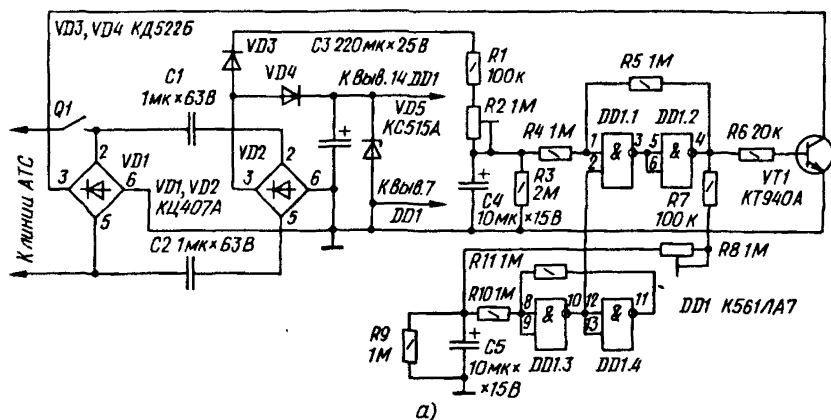 VD3, VD4 КД522Б
VD3
C3 220мк×25В
R1
100к
R5 1М
C1
1мк×63В
VD4
К выв. 14 DD1
R2 1М
DD1.1
DD1.2
Q1
VD5
КС515А
R4 1М
1
&
3
5
&
4
R6 20к
2
6
2
VD2
2
3
VD1
6
VD1, VD2
КЦ407А
3
6
+
К выв. 7
DD1
+
C4
10мк×15В
R3
2М
R7
100к
VT1
КТ940А
5
5
К линии АТС
C2 1мк×63В
R8 1М
R11 1М
R10 1М
8
&
10
12
&
11
9
13
DD1 К561ЛА7
R9
1М
+
C5
10мк×
×15В
DD1.3
DD1.4
а)